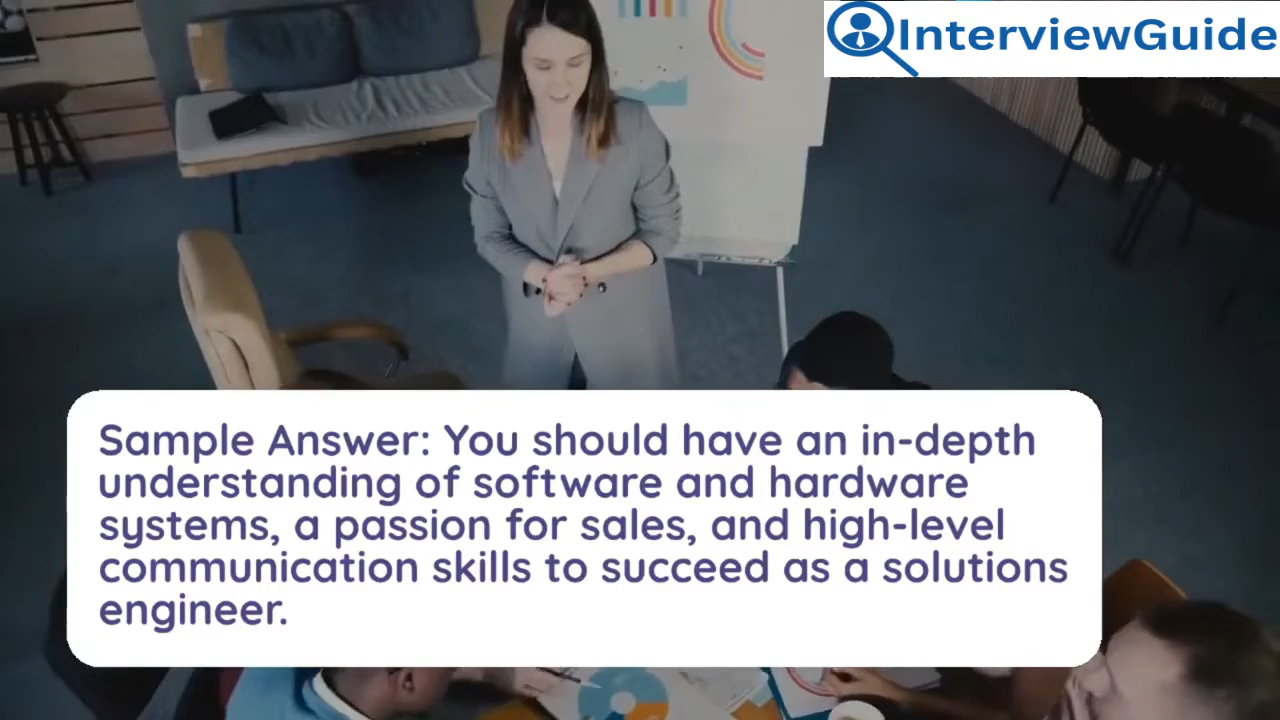 InterviewGuide
Sample Answer: You should have an in-depth
understanding of software and hardware
systems, a passion for sales, and high-level
communication skills to succeed as a solutions
engineer.